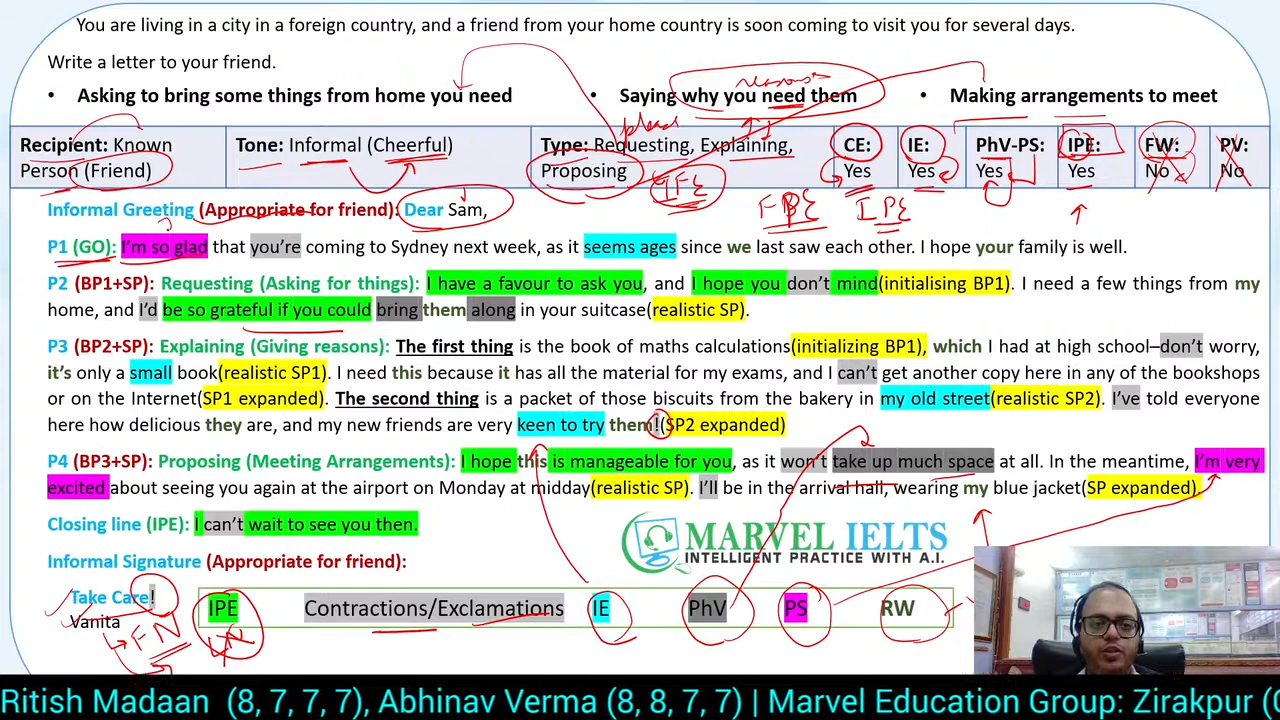 You are living in a city in a foreign country, and a friend from your home country is soon coming to visit you for several days.
Write a letter to your friend.
• Asking to bring some things from home you need • Saying why you need them • Making arrangements to meet
reasons
plead
Recipient: Known Person (Friend)
Tone: Informal (Cheerful)
Type: Requesting, Explaining, Proposing
CE: Yes
IE: Yes
PhV-PS: Yes
IPE: Yes
FW: No
PV: No
IFE
FBE IPE
Informal Greeting (Appropriate for friend): Dear Sam,
P1 (GO): I'm so glad that you're coming to Sydney next week, as it seems ages since we last saw each other. I hope your family is well.
P2 (BP1+SP): Requesting (Asking for things): I have a favour to ask you, and I hope you don't mind(initialising BP1). I need a few things from my
home, and I'd be so grateful if you could bring them along in your suitcase(realistic SP).
P3 (BP2+SP): Explaining (Giving reasons): The first thing is the book of maths calculations(initializing BP1), which I had at high school–don't worry,
it's only a small book(realistic SP1). I need this because it has all the material for my exams, and I can't get another copy here in any of the bookshops
or on the Internet(SP1 expanded). The second thing is a packet of those biscuits from the bakery in my old street(realistic SP2). I've told everyone
here how delicious they are, and my new friends are very keen to try them!(SP2 expanded)
P4 (BP3+SP): Proposing (Meeting Arrangements): I hope this is manageable for you, as it won't take up much space at all. In the meantime, I'm very
excited about seeing you again at the airport on Monday at midday(realistic SP). I'll be in the arrival hall, wearing my blue jacket(SP expanded).
Closing line (IPE): I can't wait to see you then.
MARVEL IELTS
INTELLIGENT PRACTICE WITH A.I.
Informal Signature (Appropriate for friend):
Take Care!
Vanita
FN
LN
IPE Contractions/Exclamations IE PhV PS RW
Ritish Madaan (8, 7, 7, 7), Abhinav Verma (8, 8, 7, 7) | Marvel Education Group: Zirakpur (